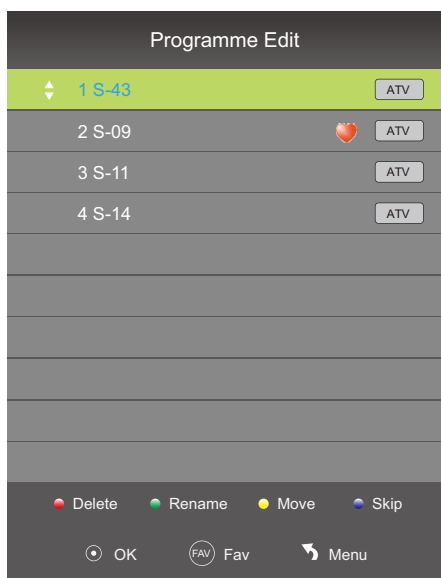 Programme Edit
1 S-43 ATV
2 S-09 ATV
3 S-11 ATV
4 S-14 ATV
Delete Rename Move Skip
OK FAV Fav Menu